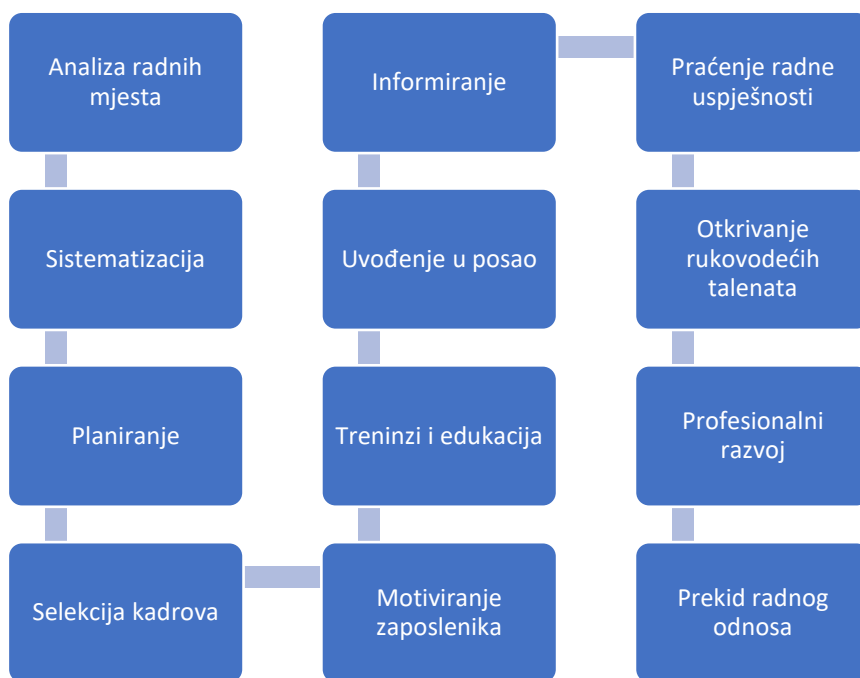 Analiza radnih
mjesta
Sistematizacija
Planiranje
Selekcija kadrova
Motiviranje
zaposlenika
Treninzi i edukacija
Uvođenje u posao
Informiranje
Praćenje radne
uspješnosti
Otkrivanje
rukovodećih
talenata
Profesionalni
razvoj
Prekid radnog
odnosa